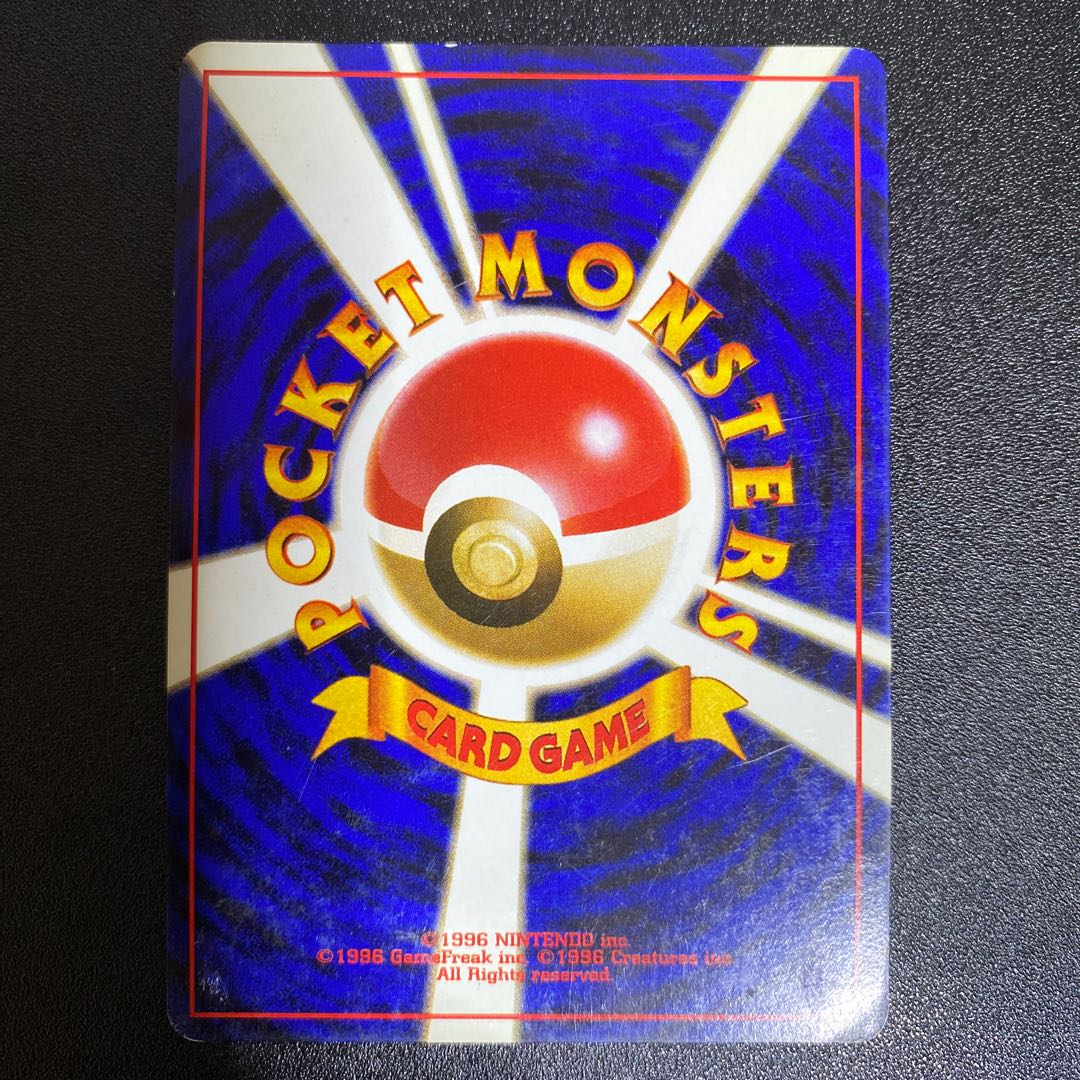 POCKET MONSTERS
CARD GAME
©1996 NINTENDO inc.
©1996 GameFreak inc. ©1996 Creatures inc.
All Rights reserved.